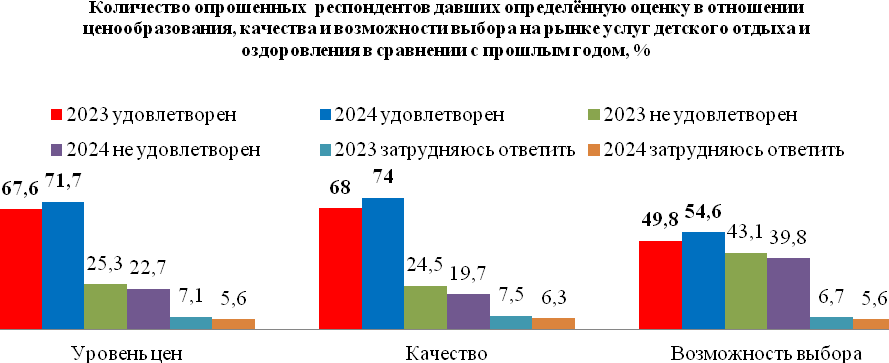 Количество опрошенных респондентов давших определённую оценку в отношении
ценообразования, качества и возможности выбора на рынке услуг детского отдыха и
оздоровления в сравнении с прошлым годом, %
2023 удовлетворен 2024 удовлетворен 2023 не удовлетворен
2024 не удовлетворен 2023 затрудняюсь ответить 2024 затрудняюсь ответить
67,6 71,7 25,3 22,7 7,1 5,6
68 74 24,5 19,7 7,5 6,3
49,8 54,6 43,1 39,8 6,7 5,6
Уровень цен Качество Возможность выбора